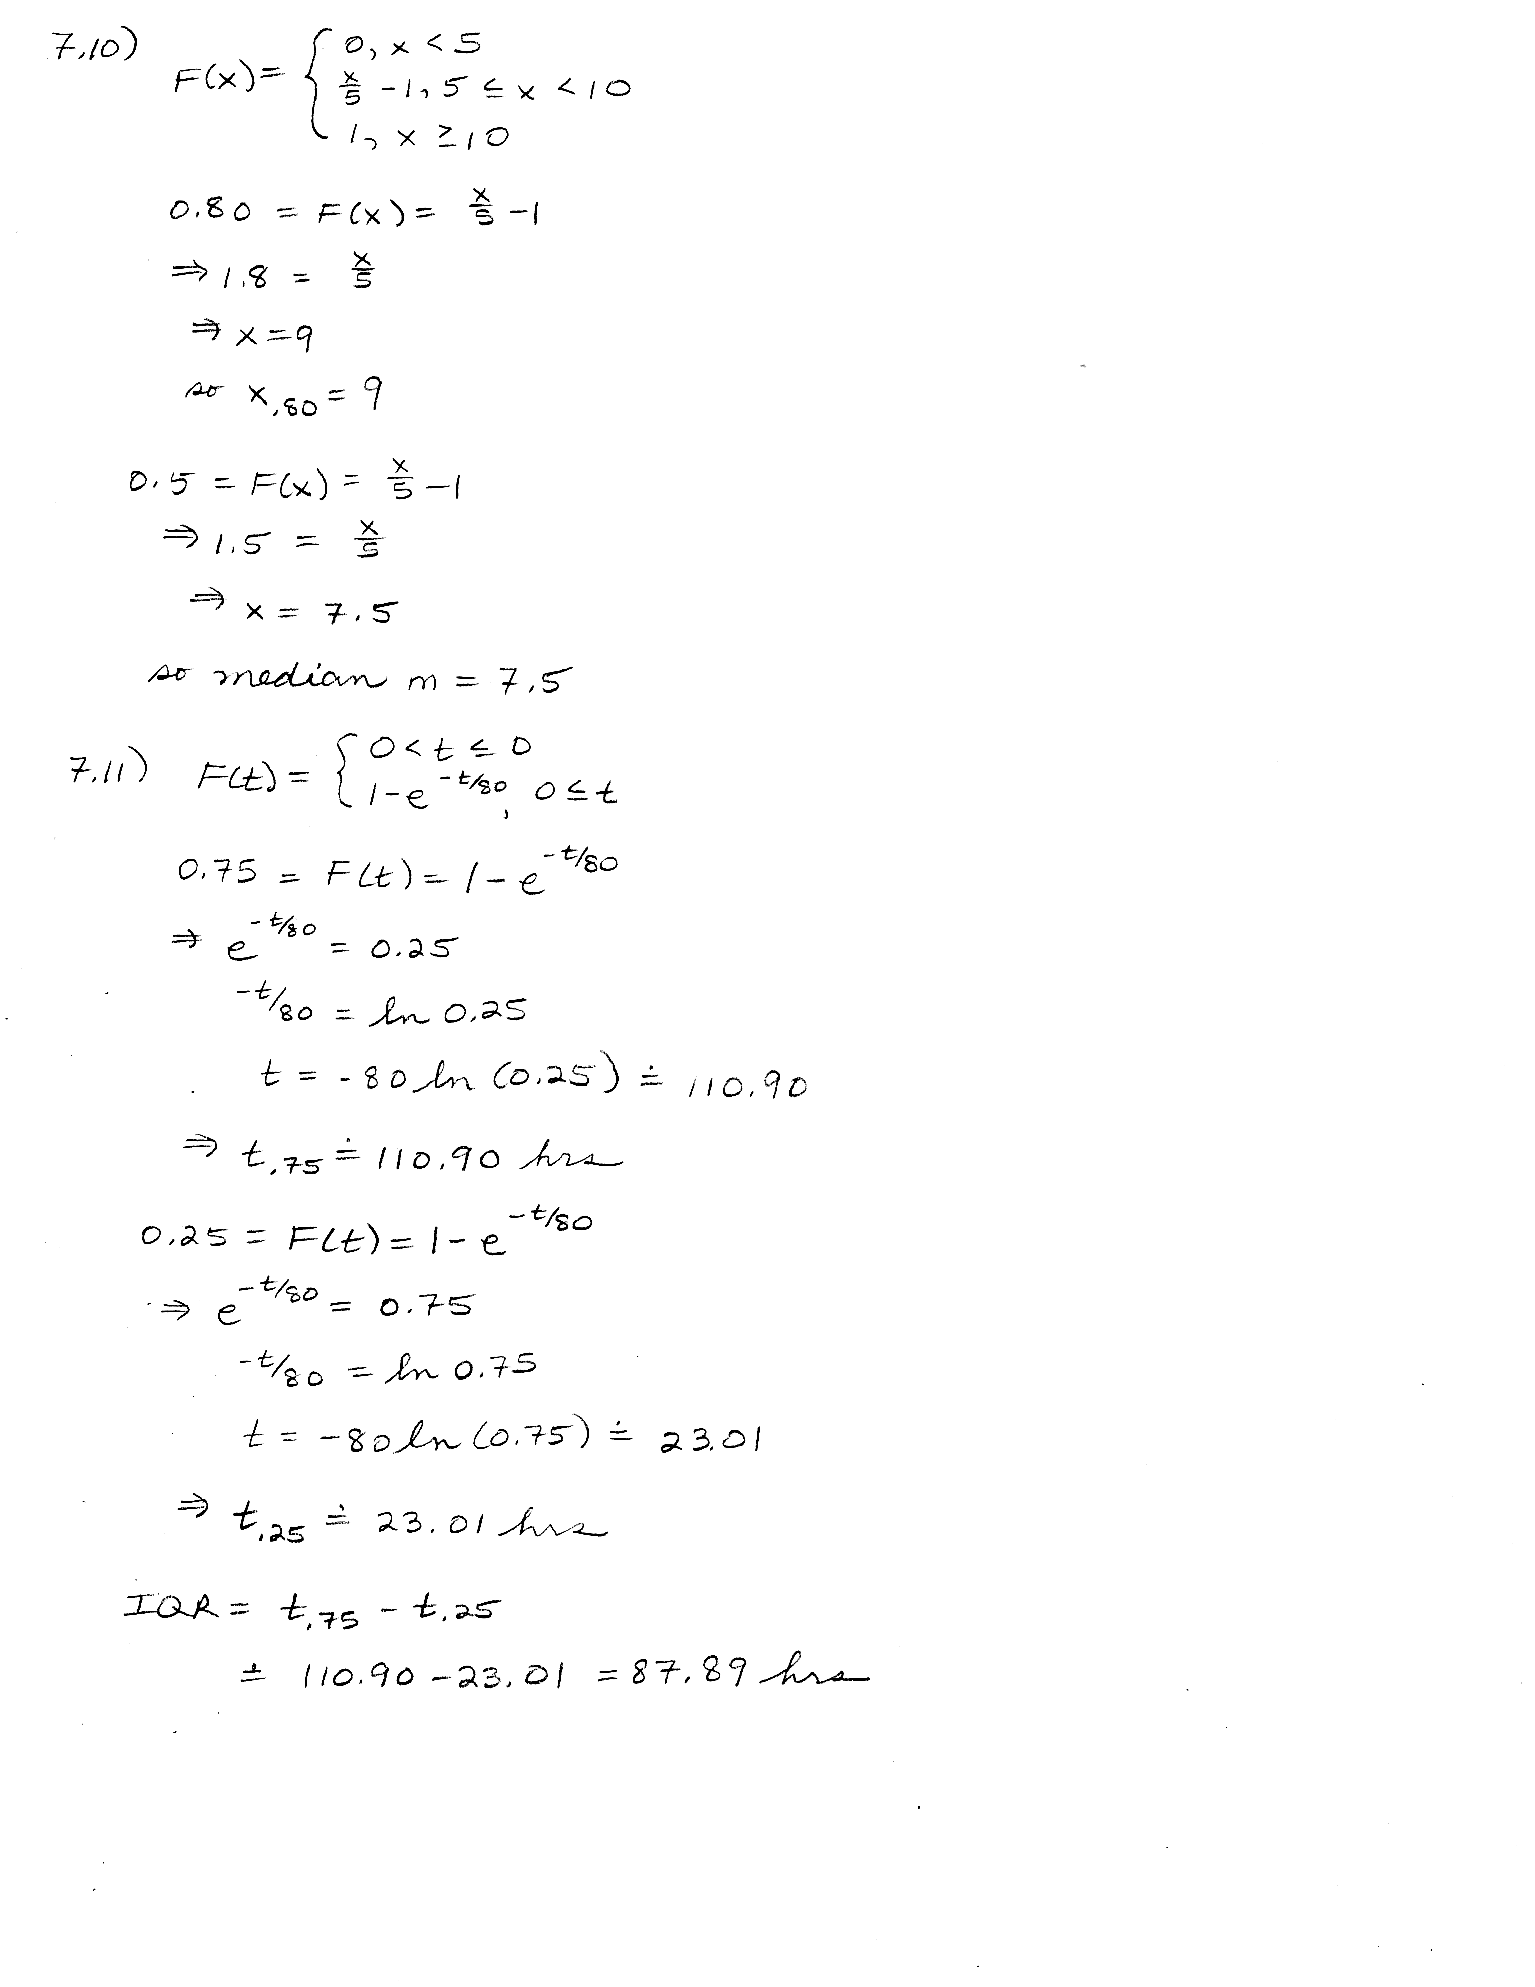 7.10)
F(x) = { 0, x < 5
x/5 - 1, 5 ≤ x < 10
1, x ≥ 10
0.80 = F(x) = x/5 - 1
⇒ 1.8 = x/5
⇒ x = 9
so x.80 = 9
0.5 = F(x) = x/5 - 1
⇒ 1.5 = x/5
⇒ x = 7.5
so median m = 7.5
7.11) F(t) = { 0 < t ≤ 0
1 - e^(-t/80), 0 ≤ t
0.75 = F(t) = 1 - e^(-t/80)
⇒ e^(-t/80) = 0.25
-t/80 = ln 0.25
t = -80 ln (0.25) ≐ 110.90
⇒ t.75 ≐ 110.90 hrs
0.25 = F(t) = 1 - e^(-t/80)
⇒ e^(-t/80) = 0.75
-t/80 = ln 0.75
t = -80 ln (0.75) ≐ 23.01
⇒ t.25 ≐ 23.01 hrs
IQR = t.75 - t.25
≐ 110.90 - 23.01 = 87.89 hrs